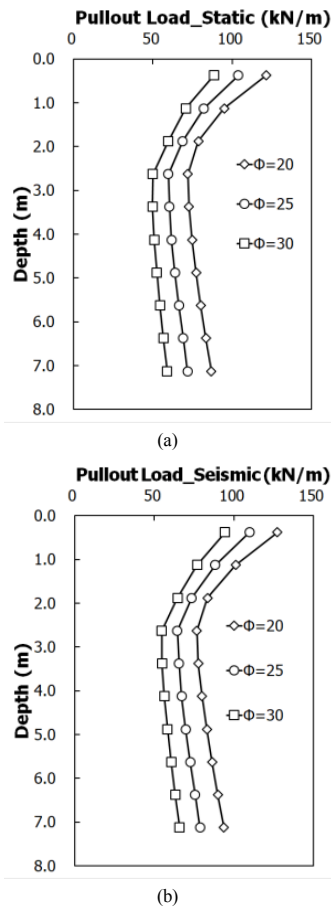 Pullout Load_Static (kN/m)
0 50 100 150
0.0
1.0
2.0
3.0
4.0
5.0
6.0
7.0
8.0
Depth (m)
Φ=20
Φ=25
Φ=30
(a)
Pullout Load_Seismic (kN/m)
0 50 100 150
0.0
1.0
2.0
3.0
4.0
5.0
6.0
7.0
8.0
Depth (m)
Φ=20
Φ=25
Φ=30
(b)